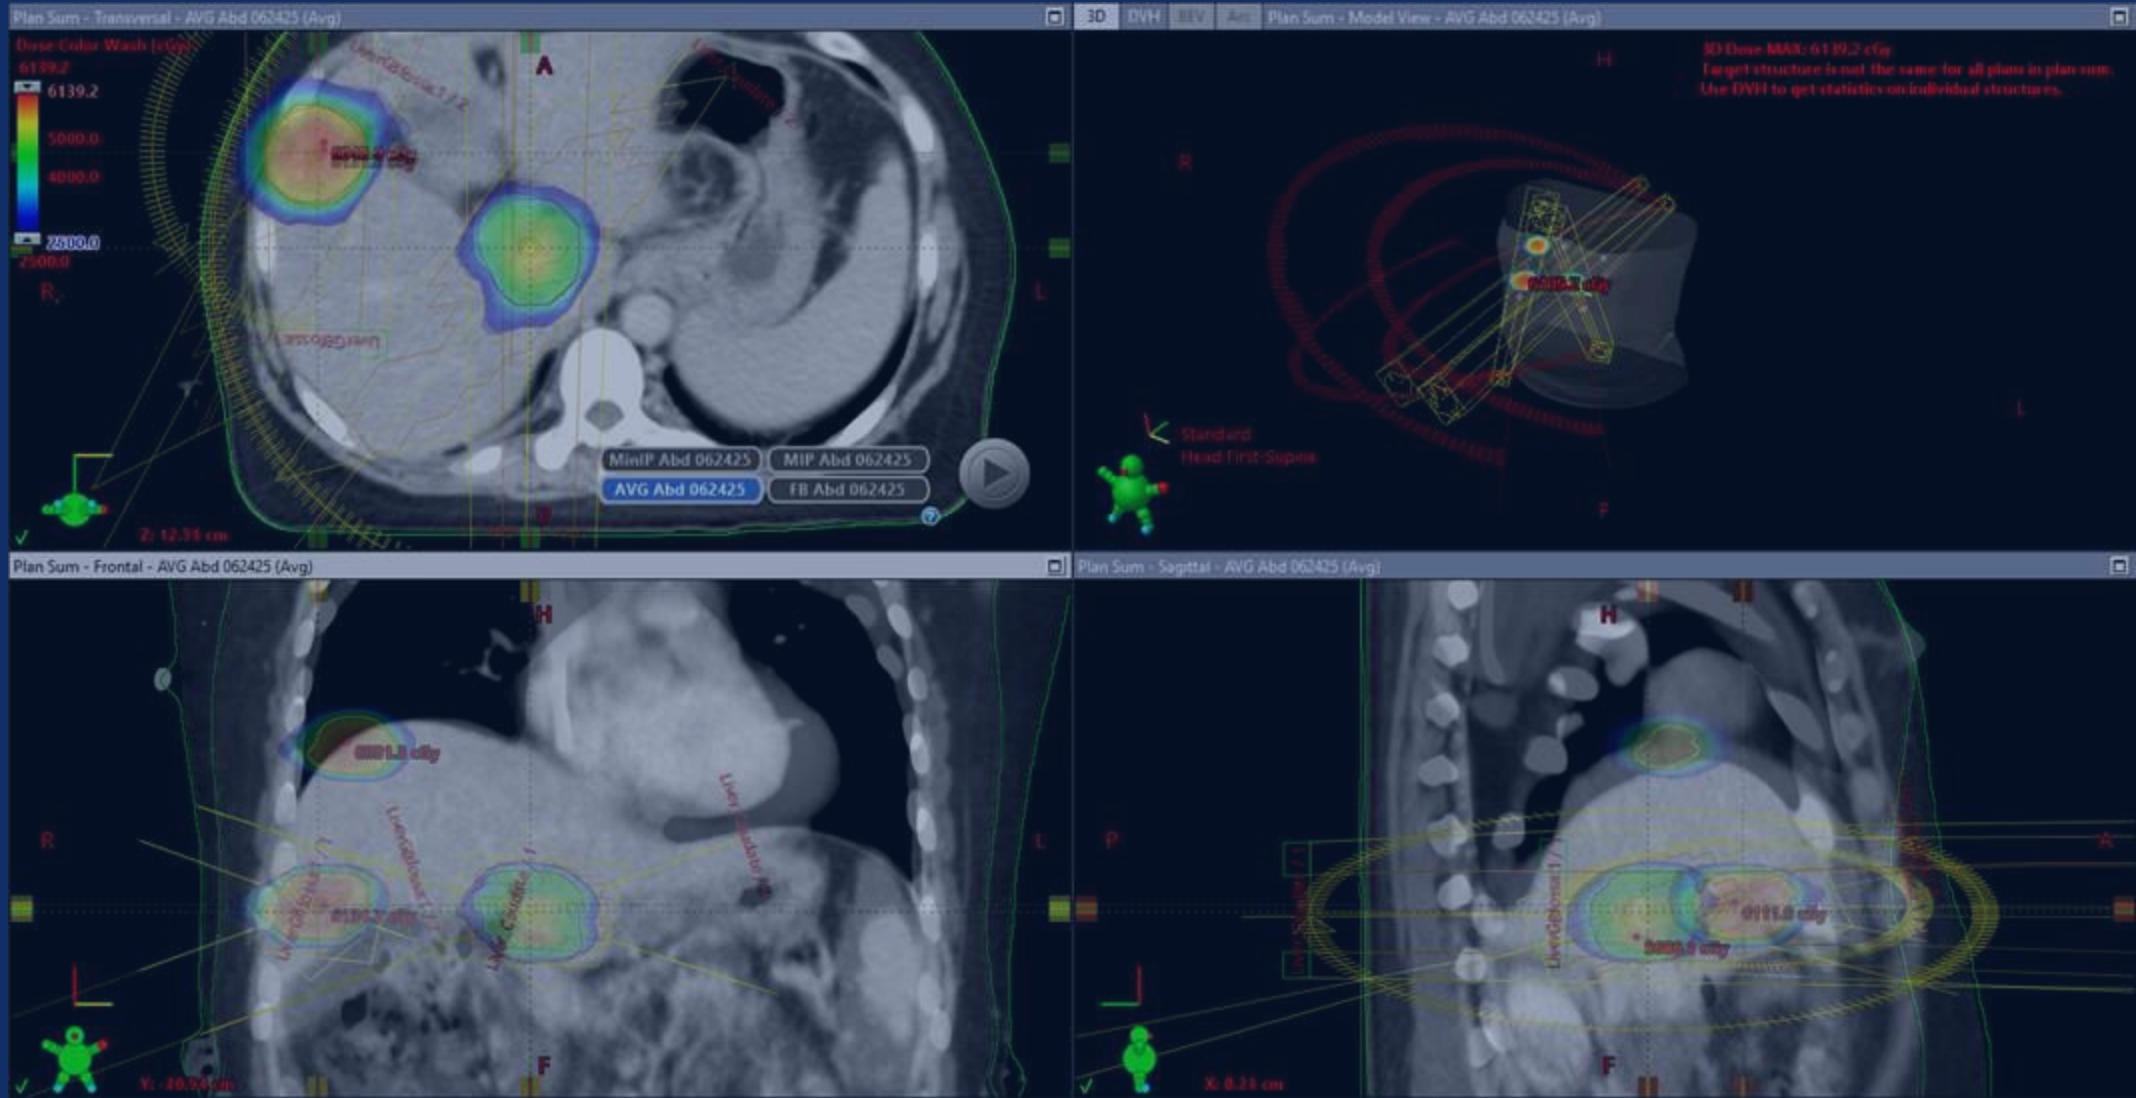 Plan Sum - Transversal - AVG Abd 062425 (Avg)
Dose Color Wash [cGy]
6139.2
6139.2
5000.0
4000.0
2500.0
2500.0
A
R
L
MinIP Abd 062425
MIP Abd 062425
AVG Abd 062425
FB Abd 062425
3D
DVH
BEV
Arc
Plan Sum - Model View - AVG Abd 062425 (Avg)
3D Dose MAX: 6139.2 cGy
Target structure is not the same for all plans in plan sum.
Use DVH to get statistics on individual structures.
H
R
L
F
Standard
Head First-Supine
Plan Sum - Frontal - AVG Abd 062425 (Avg)
H
R
L
F
Plan Sum - Sagittal - AVG Abd 062425 (Avg)
H
P
A
F